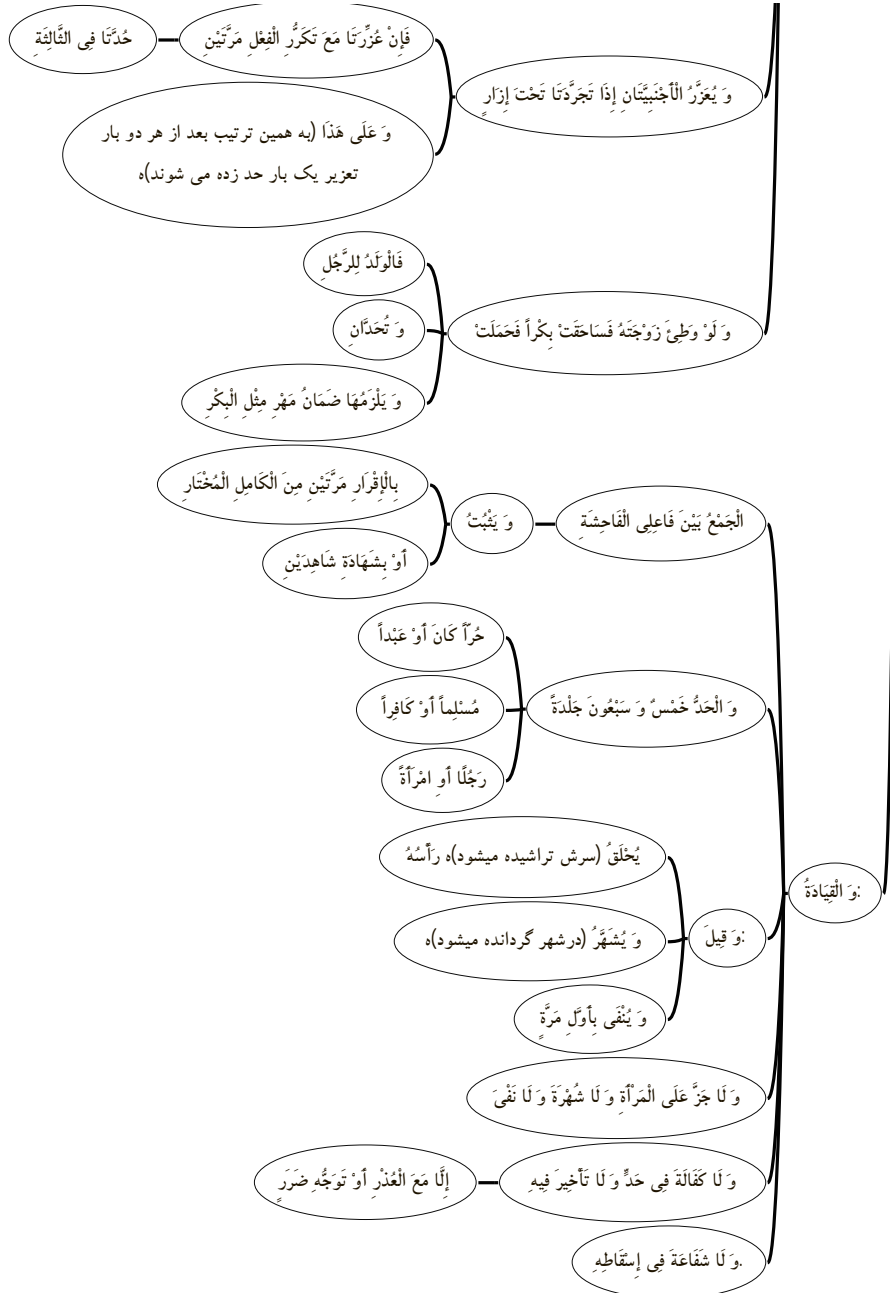 وَ يُعَزَّرُ الْأَجْنَبِيَّتَانِ إِذَا تَجَرَّدَتَا تَحْتَ إِزَارٍ
فَإِنْ عُزِّرَتَا مَعَ تَكَرُّرِ الْفِعْلِ مَرَّتَيْنِ
حُدَّتَا فِی الثَّالِثَةِ
وَ عَلَى هَذَا (به همین ترتیب بعد از هر دو بار
تعزیر یک بار حد زده می شوند)ه
وَ لَوْ وَطِئَ زَوْجَتَهُ فَسَاحَقَتْ بِكْراً فَحَمَلَتْ
فَالْوَلَدُ لِلرَّجُلِ
وَ تُحَدَّانِ
وَ يَلْزَمُهَا ضَمَانُ مَهْرِ مِثْلِ الْبِكْرِ
:وَ الْقِيَادَةُ
الْجَمْعُ بَيْنَ فَاعِلِی الْفَاحِشَةِ
وَ يَثْبُتُ
بِالْإِقْرَارِ مَرَّتَيْنِ مِنَ الْكَامِلِ الْمُخْتَارِ
أَوْ بِشَهَادَةِ شَاهِدَيْنِ
وَ الْحَدُّ خَمْسٌ وَ سَبْعُونَ جَلْدَةً
حُرّاً كَانَ أَوْ عَبْداً
مُسْلِماً أَوْ كَافِراً
رَجُلًا أَوِ امْرَأَةً
:وَ قِيلَ
يُحْلَقُ (سرش تراشیده میشود)ه رَأْسُهُ
وَ يُشَهَّرُ (درشهر گردانده میشود)ه
وَ يُنْفَى بِأَوَّلِ مَرَّةٍ
وَ لَا جَزَّ عَلَى الْمَرْأَةِ وَ لَا شُهْرَةَ وَ لَا نَفْیَ
وَ لَا كَفَالَةَ فِی حَدٍّ وَ لَا تَأْخِيرَ فِيهِ
إِلَّا مَعَ الْعُذْرِ أَوْ تَوَجُّهِ ضَرَرٍ
.وَ لَا شَفَاعَةَ فِی إِسْقَاطِهِ